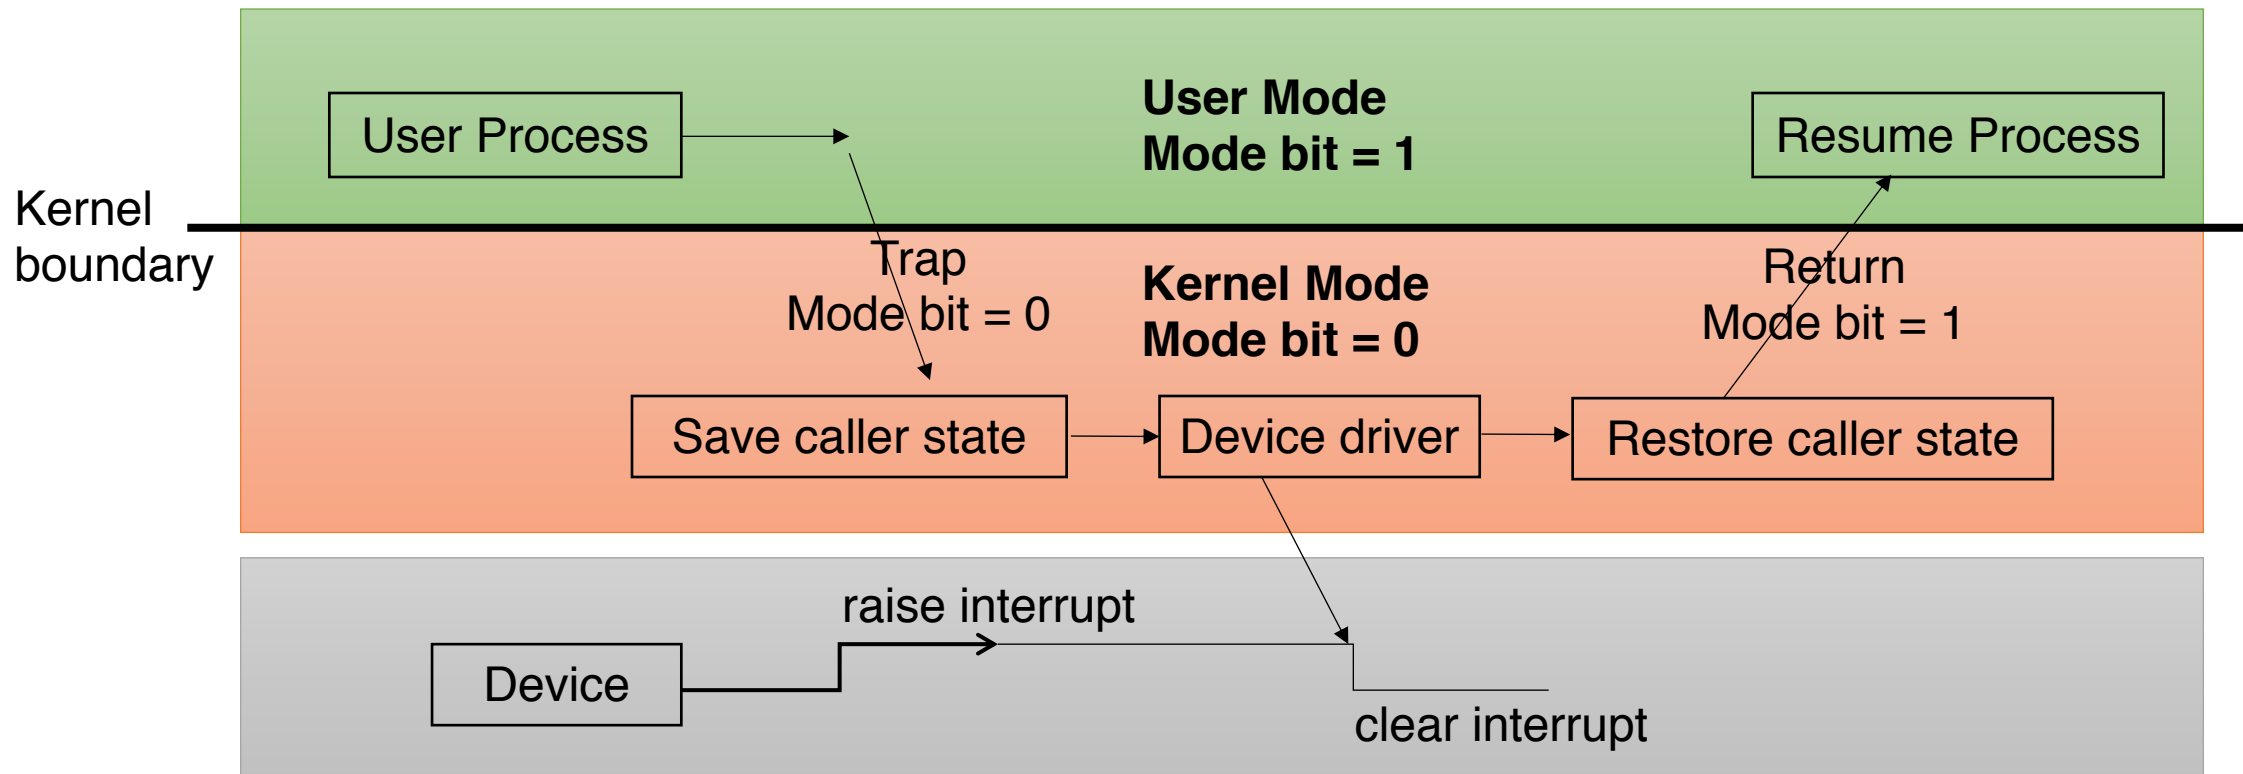 User Process
User Mode
Mode bit = 1
Resume Process
Kernel
boundary
Trap
Mode bit = 0
Kernel Mode
Mode bit = 0
Return
Mode bit = 1
Save caller state
Device driver
Restore caller state
raise interrupt
Device
clear interrupt